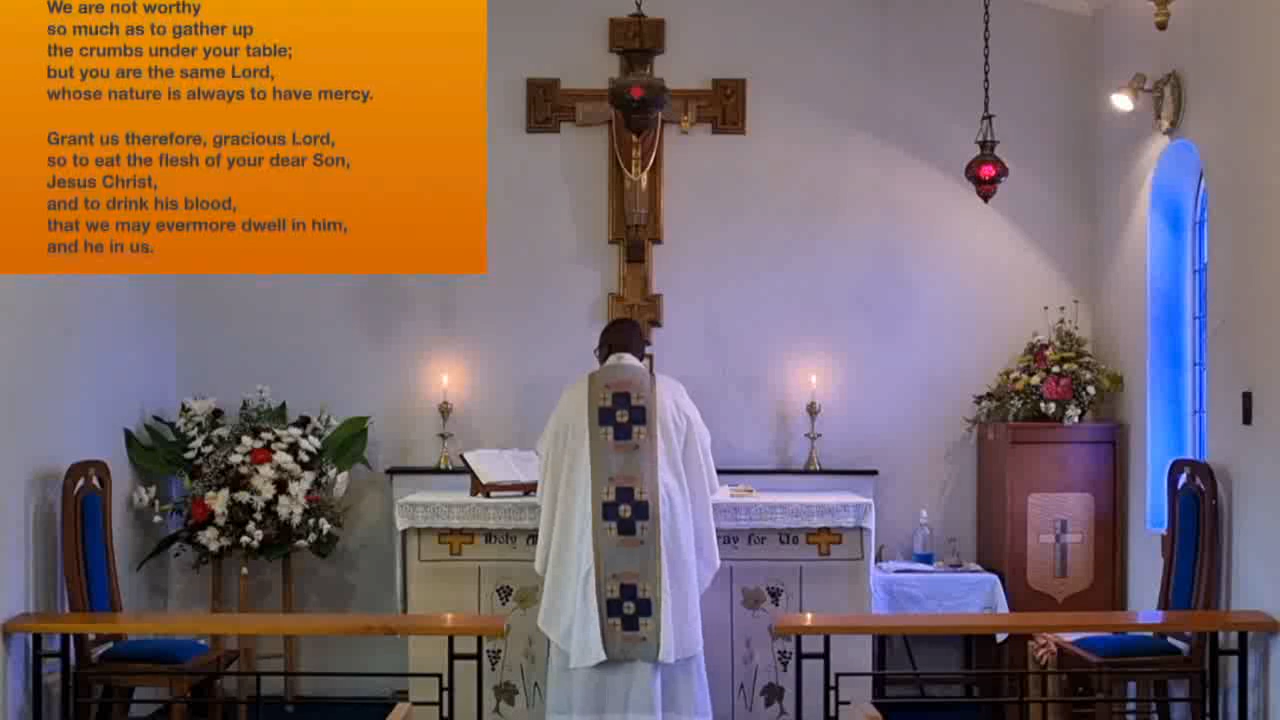 We are not worthy
so much as to gather up
the crumbs under your table;
but you are the same Lord,
whose nature is always to have mercy.
Grant us therefore, gracious Lord,
so to eat the flesh of your dear Son,
Jesus Christ,
and to drink his blood,
that we may evermore dwell in him,
and he in us.
Holy for Us